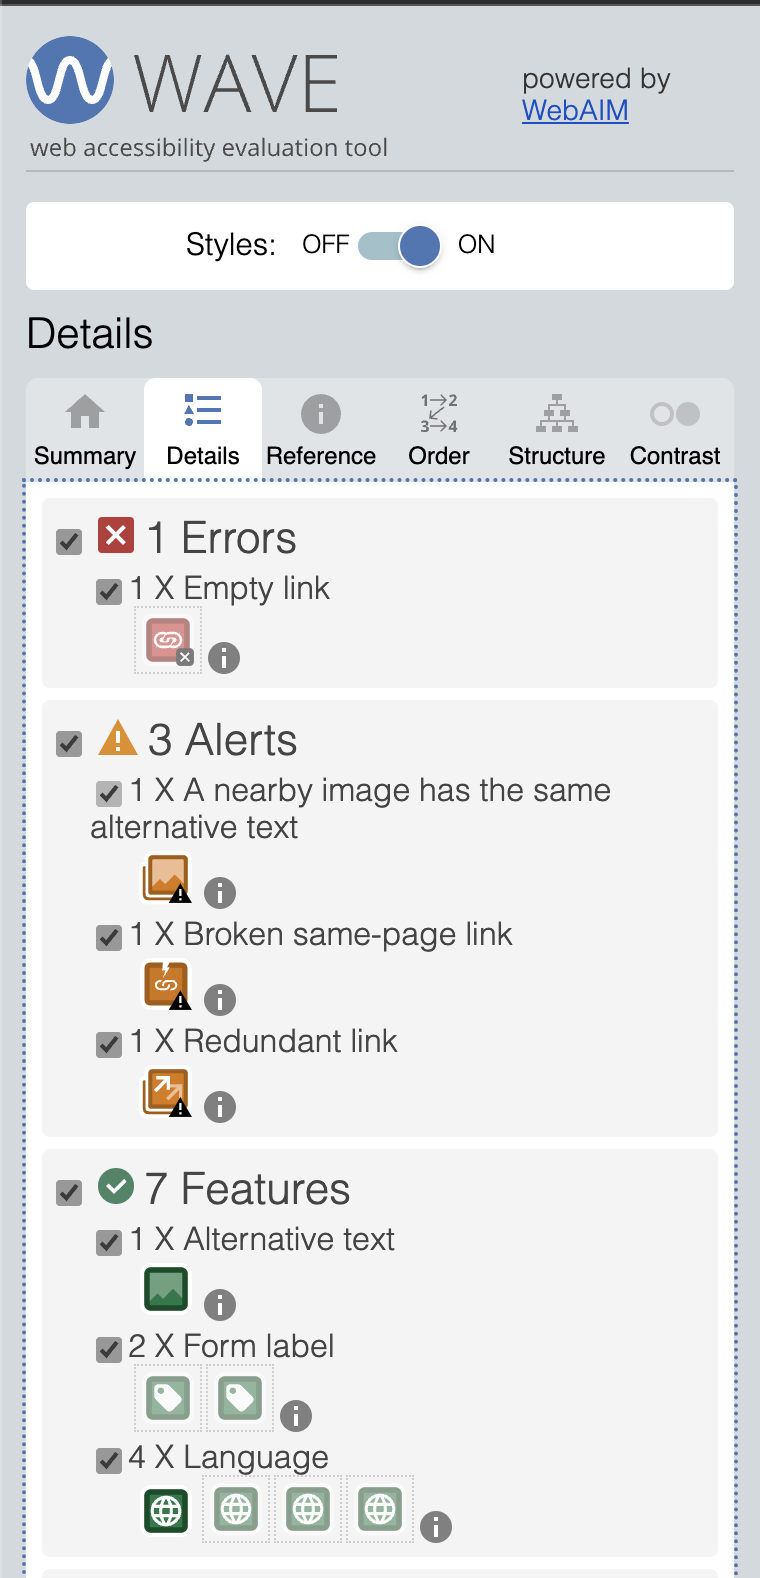 WAVE
powered by
WebAIM
web accessibility evaluation tool
Styles: OFF ON
Details
1 2
3 4
Summary Details Reference Order Structure Contrast
1 Errors
1 X Empty link
3 Alerts
1 X A nearby image has the same
alternative text
1 X Broken same-page link
1 X Redundant link
7 Features
1 X Alternative text
2 X Form label
4 X Language